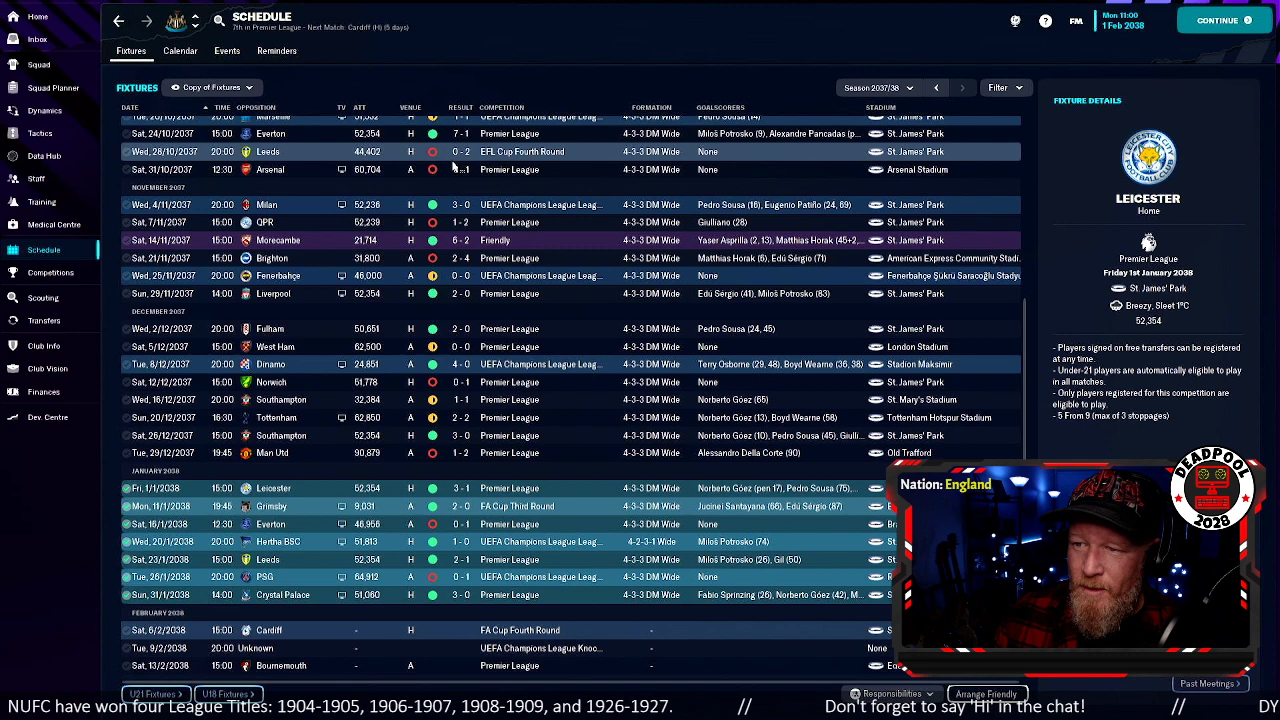 SCHEDULE
7th in Premier League - Next Match: Cardiff (H) (5 days)
FM
Mon 11:00
1 Feb 2038
CONTINUE
Home
Inbox
Squad
Squad Planner
Dynamics
Tactics
Data Hub
Staff
Training
Medical Centre
Schedule
Competitions
Scouting
Transfers
Club Info
Club Vision
Finances
Dev. Centre
Fixtures Calendar Events Reminders
FIXTURES Copy of Fixtures Season 2037/38 Filter
DATE TIME OPPOSITION TV ATT VENUE RESULT COMPETITION FORMATION GOALSCORERS STADIUM
Sat, 24/10/2037 15:00 Everton 52,354 H 7 - 1 Premier League 4-3-3 DM Wide Miloš Potrosko (9), Alexandre Pancadas (p... St. James' Park
Wed, 28/10/2037 20:00 Leeds 44,402 H 0 - 2 EFL Cup Fourth Round 4-3-3 DM Wide None St. James' Park
Sat, 31/10/2037 12:30 Arsenal 60,704 A Premier League 4-3-3 DM Wide None Arsenal Stadium
NOVEMBER 2037
Wed, 4/11/2037 20:00 Milan 52,236 H 3 - 0 UEFA Champions League Leag... 4-3-3 DM Wide Pedro Sousa (16), Eugenio Patiño (24, 69) St. James' Park
Sat, 7/11/2037 15:00 QPR 52,239 H 1 - 2 Premier League 4-3-3 DM Wide Giulliano (28) St. James' Park
Sat, 14/11/2037 15:00 Morecambe 21,714 H 6 - 2 Friendly 4-3-3 DM Wide Yaser Asprilla (2, 13), Matthias Horak (45+2,... St. James' Park
Sat, 21/11/2037 15:00 Brighton 31,800 A 2 - 4 Premier League 4-3-3 DM Wide Matthias Horak (6), Edú Sérgio (71) American Express Community Stadi...
Wed, 25/11/2037 20:00 Fenerbahçe 46,000 A 0 - 0 UEFA Champions League Leag... 4-3-3 DM Wide None Fenerbahçe Şükrü Saracoğlu Stadyu
Sun, 29/11/2037 14:00 Liverpool 52,354 H 2 - 0 Premier League 4-3-3 DM Wide Edú Sérgio (41), Miloš Potrosko (83) St. James' Park
DECEMBER 2037
Wed, 2/12/2037 20:00 Fulham 50,651 H 2 - 0 Premier League 4-3-3 DM Wide Pedro Sousa (24, 45) St. James' Park
Sat, 5/12/2037 15:00 West Ham 62,500 A 0 - 0 Premier League 4-3-3 DM Wide None London Stadium
Tue, 8/12/2037 20:00 Dinamo 24,851 A 4 - 0 UEFA Champions League Leag... 4-3-3 DM Wide Terry Osborne (29, 48), Boyd Wearne (36, 38) Stadion Maksimir
Sat, 12/12/2037 15:00 Norwich 51,778 H 0 - 1 Premier League 4-3-3 DM Wide None St. James' Park
Wed, 16/12/2037 20:00 Southampton 32,384 A 1 - 1 Premier League 4-3-3 DM Wide Norberto Góez (65) St. Mary's Stadium
Sun, 20/12/2037 16:30 Tottenham 62,850 A 2 - 2 Premier League 4-3-3 DM Wide Norberto Góez (13), Boyd Wearne (58) Tottenham Hotspur Stadium
Sat, 26/12/2037 15:00 Southampton 52,354 H 3 - 0 Premier League 4-3-3 DM Wide Norberto Góez (10), Pedro Sousa (45), Giulli... St. James' Park
Tue, 29/12/2037 19:45 Man Utd 90,879 A 1 - 2 Premier League 4-3-3 DM Wide Alessandro Della Corte (90) Old Trafford
JANUARY 2038
Fri, 1/1/2038 15:00 Leicester 52,354 H 3 - 1 Premier League 4-3-3 DM Wide Norberto Góez (pen 17), Pedro Sousa (75),...
Mon, 11/1/2038 19:45 Grimsby 9,031 A 2 - 0 FA Cup Third Round 4-3-3 DM Wide Jucinei Santayana (66), Edú Sérgio (87)
Sat, 16/1/2038 12:30 Everton 46,956 A 0 - 1 Premier League 4-3-3 DM Wide None
Wed, 20/1/2038 20:00 Hertha BSC 51,813 H 1 - 0 UEFA Champions League Leag... 4-2-3-1 DM Wide Miloš Potrosko (74)
Sat, 23/1/2038 15:00 Leeds H 2 - 1 Premier League 4-3-3 DM Wide Miloš Potrosko (26), Gil (50)
Tue, 26/1/2038 20:00 PSG 64,912 A 0 - 1 UEFA Champions League Leag... 4-3-3 DM Wide None
Sun, 31/1/2038 14:00 Crystal Palace 51,060 H 3 - 0 Premier League 4-3-3 DM Wide Fabio Sprinzing (26), Norberto Góez (42), M...
FEBRUARY 2038
Sat, 6/2/2038 15:00 Cardiff - H FA Cup Fourth Round -
Tue, 9/2/2038 20:00 Unknown - UEFA Champions League Knoc... - None
Sat, 13/2/2038 15:00 Bournemouth - A Premier League -
U21 Fixtures > U18 Fixtures > Responsibilities Arrange Friendly
FIXTURE DETAILS
LEICESTER CITY
FOOTBALL CLUB
LEICESTER
Home
Premier League
Friday 1st January 2038
St. James' Park
Breezy, Sleet 1°C
52,354
- Players signed on free transfers can be registered
at any time.
- Under-21 players are automatically eligible to play
in all matches.
- Only players registered for this competition are
eligible to play.
- 5 From 9 (max of 3 stoppages)
Nation: England
DEADPOOL
2028
Past Meetings >
NUFC have won four League Titles: 1904-1905, 1906-1907, 1908-1909, and 1926-1927. // Don't forget to say 'Hi' in the chat! // DY